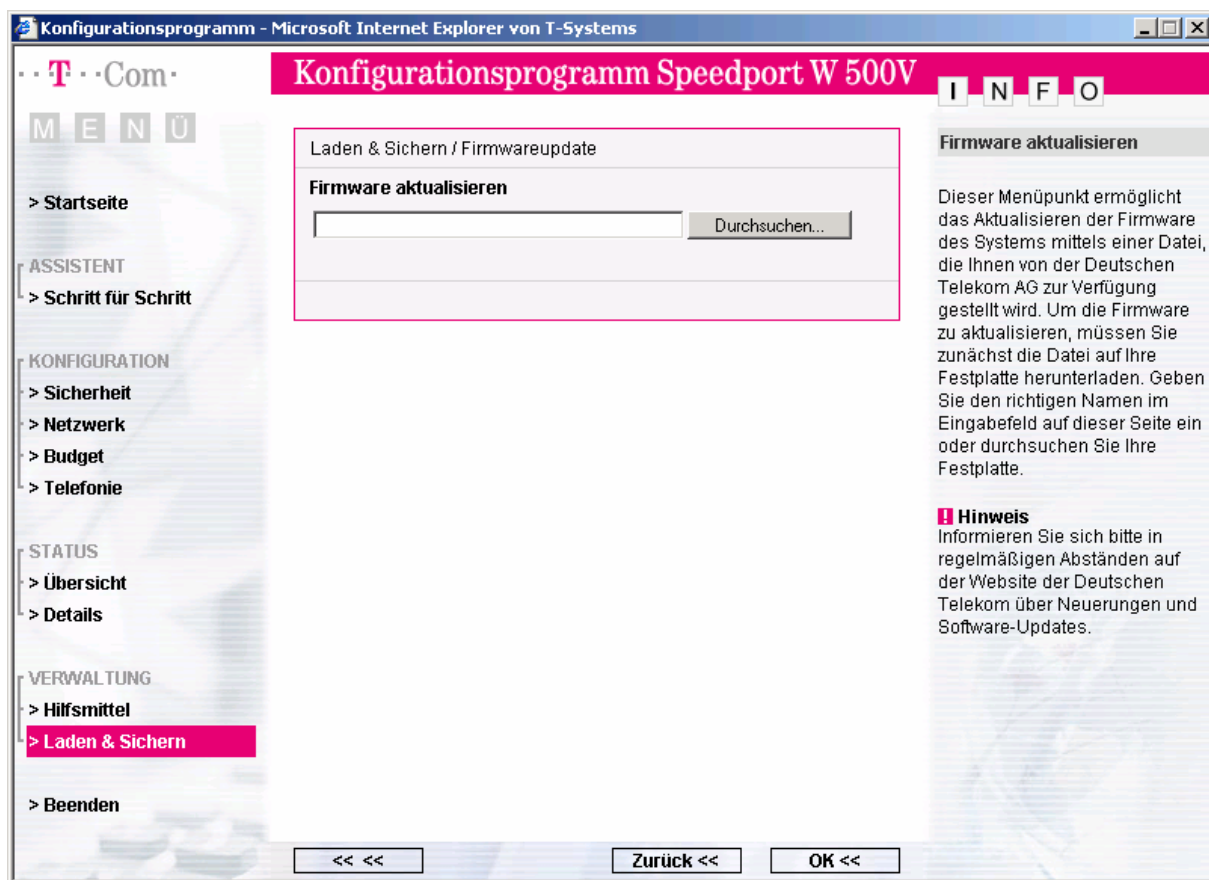 Konfigurationsprogramm - Microsoft Internet Explorer von T-Systems
··T··Com·
Konfigurationsprogramm Speedport W 500V
INFO
MENÜ
> Startseite
ASSISTENT
> Schritt für Schritt
KONFIGURATION
> Sicherheit
> Netzwerk
> Budget
> Telefonie
STATUS
> Übersicht
> Details
VERWALTUNG
> Hilfsmittel
> Laden & Sichern
> Beenden
Laden & Sichern / Firmwareupdate
Firmware aktualisieren
Durchsuchen...
<< <<
Zurück <<
OK <<
Firmware aktualisieren
Dieser Menüpunkt ermöglicht
das Aktualisieren der Firmware
des Systems mittels einer Datei,
die Ihnen von der Deutschen
Telekom AG zur Verfügung
gestellt wird. Um die Firmware
zu aktualisieren, müssen Sie
zunächst die Datei auf Ihre
Festplatte herunterladen. Geben
Sie den richtigen Namen im
Eingabefeld auf dieser Seite ein
oder durchsuchen Sie Ihre
Festplatte.
! Hinweis
Informieren Sie sich bitte in
regelmäßigen Abständen auf
der Website der Deutschen
Telekom über Neuerungen und
Software-Updates.